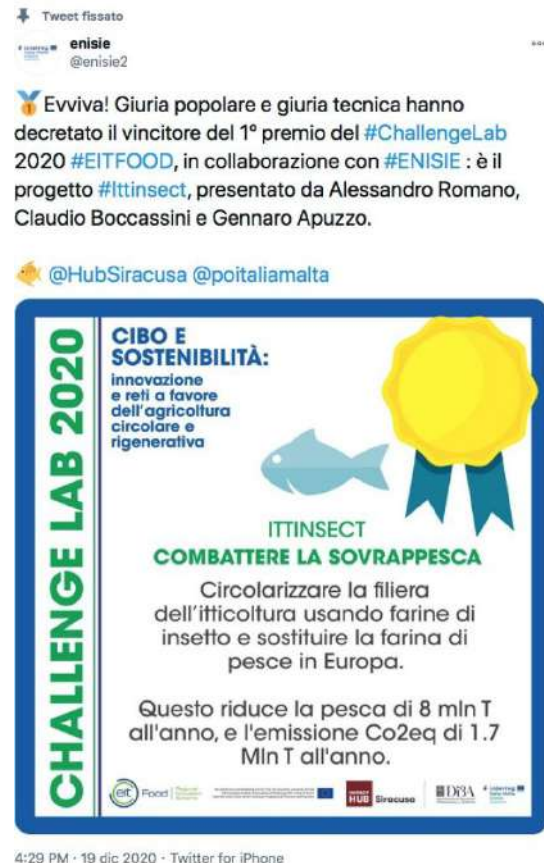 Tweet fissato
enisie
@enisie2
🥇Evviva! Giuria popolare e giuria tecnica hanno
decretato il vincitore del 1º premio del #ChallengeLab
2020 #EITFOOD, in collaborazione con #ENISIE : è il
progetto #Ittinsect, presentato da Alessandro Romano,
Claudio Boccassini e Gennaro Apuzzo.
🐠 @HubSiracusa @poitaliamalta
CHALLENGE LAB 2020
CIBO E
SOSTENIBILITÀ:
innovazione
e reti a favore
dell'agricoltura
circolare e
rigenerativa
ITTINSECT
COMBATTERE LA SOVRAPPESCA
Circolarizzare la filiera
dell'itticoltura usando farine di
insetto e sostituire la farina di
pesce in Europa.
Questo riduce la pesca di 8 mln T
all'anno, e l'emissione Co2eq di 1.7
Mln T all'anno.
eit Food
HUB Siracusa
4:29 PM · 19 dic 2020 · Twitter for iPhone